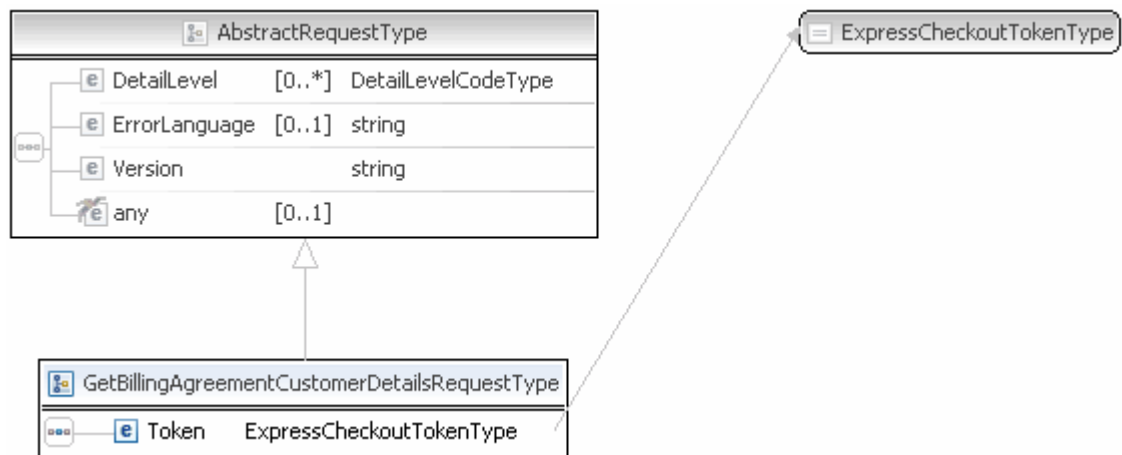 AbstractRequestType
ExpressCheckoutTokenType
e DetailLevel [0..*] DetailLevelCodeType
e ErrorLanguage [0..1] string
e Version string
e any [0..1]
GetBillingAgreementCustomerDetailsRequestType
e Token ExpressCheckoutTokenType